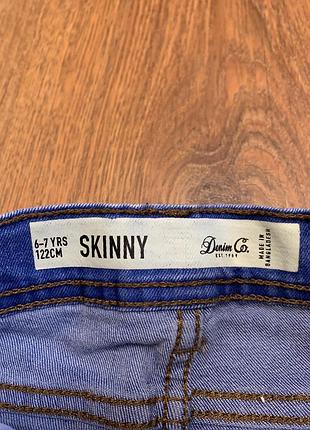 6-7 YRS
122CM
SKINNY
Denim Co.
EST. 1969
MADE IN
BANGLADESH